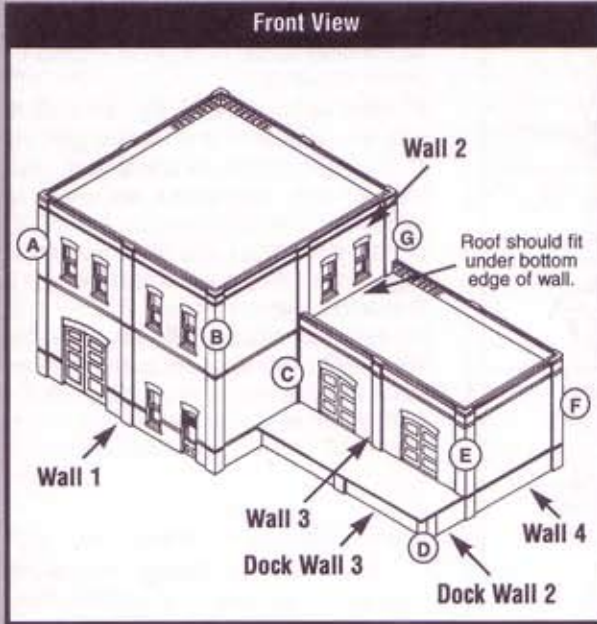 Front View
Wall 2
A
G
Roof should fit
under bottom
edge of wall.
B
C
F
E
Wall 1
Wall 3
Wall 4
D
Dock Wall 3
Dock Wall 2